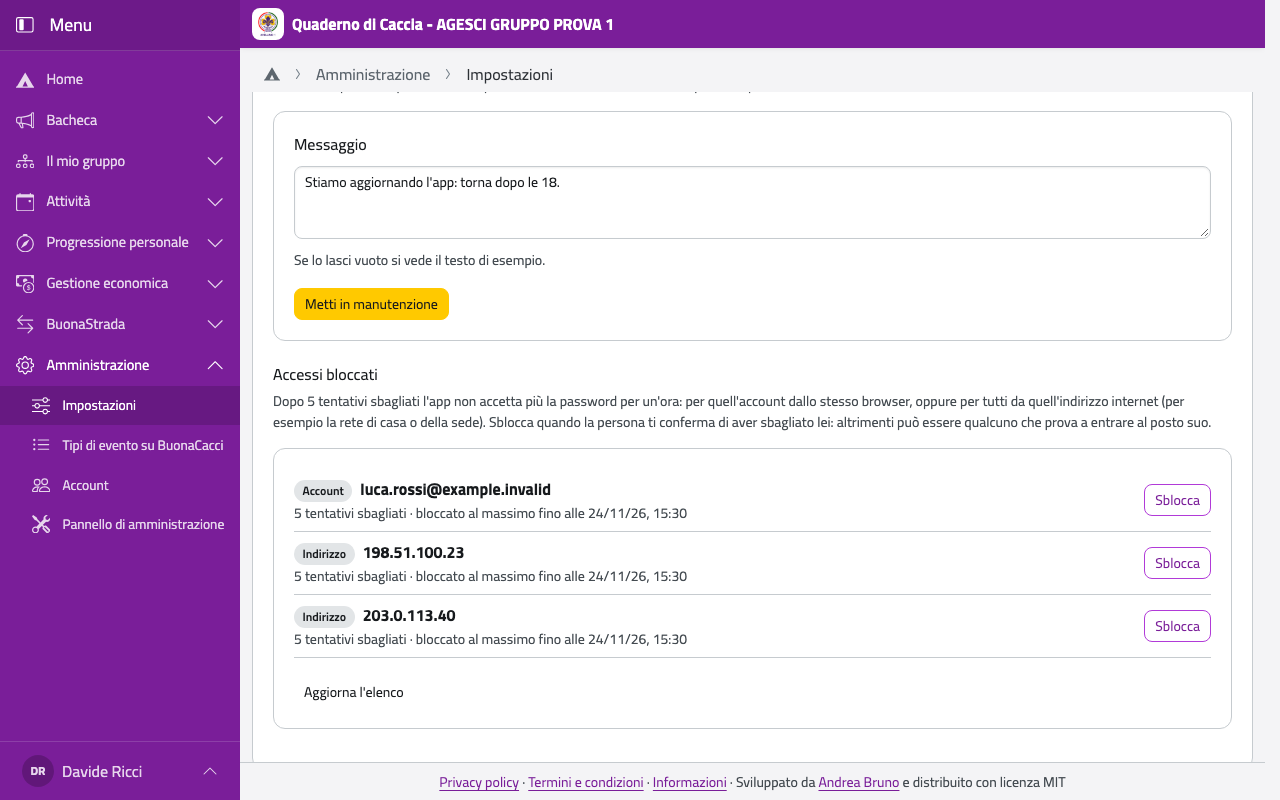 Menu
Quaderno di Caccia - AGESCI GRUPPO PROVA 1
Amministrazione
Impostazioni
Home
Bacheca
Il mio gruppo
Attività
Progressione personale
Gestione economica
BuonaStrada
Amministrazione
Impostazioni
Tipi di evento su BuonaCacci
Account
Pannello di amministrazione
DR Davide Ricci
Messaggio
Stiamo aggiornando l'app: torna dopo le 18.
Se lo lasci vuoto si vede il testo di esempio.
Metti in manutenzione
Accessi bloccati
Dopo 5 tentativi sbagliati l'app non accetta più la password per un'ora: per quell'account dallo stesso browser, oppure per tutti da quell'indirizzo internet (per
esempio la rete di casa o della sede). Sblocca quando la persona ti conferma di aver sbagliato lei: altrimenti può essere qualcuno che prova a entrare al posto suo.
Account luca.rossi@example.invalid
5 tentativi sbagliati · bloccato al massimo fino alle 24/11/26, 15:30
Sblocca
Indirizzo 198.51.100.23
5 tentativi sbagliati · bloccato al massimo fino alle 24/11/26, 15:30
Sblocca
Indirizzo 203.0.113.40
5 tentativi sbagliati · bloccato al massimo fino alle 24/11/26, 15:30
Sblocca
Aggiorna l'elenco
Privacy policy · Termini e condizioni · Informazioni · Sviluppato da Andrea Bruno e distribuito con licenza MIT